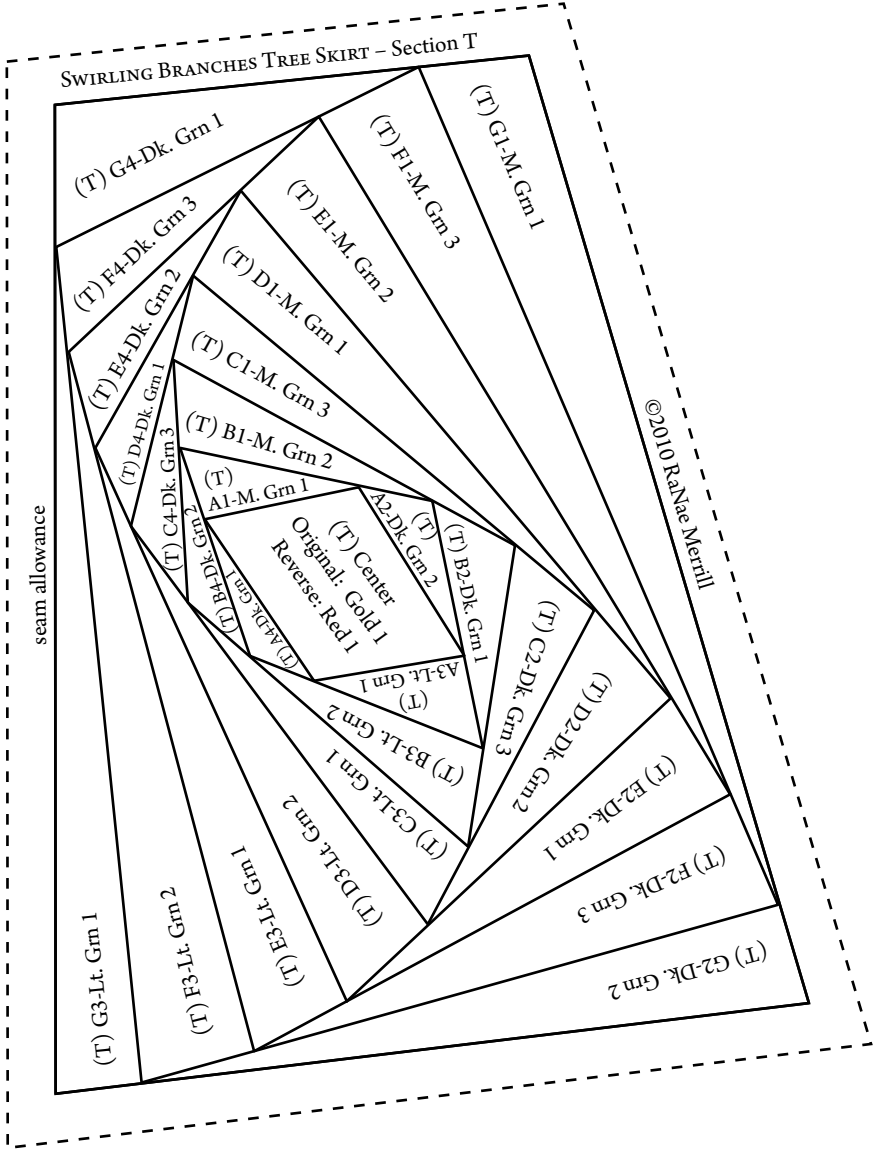 Swirling Branches Tree Skirt – Section T
(T) G4-Dk. Grn 1
(T) G1-M. Grn 1
(T) F1-M. Grn 3
(T) F4-Dk. Grn 3
(T) E1-M. Grn 2
(T) E4-Dk. Grn 2
(T) D1-M. Grn 1
(T) D4-Dk. Grn 1
(T) C1-M. Grn 3
(T) C4-Dk. Grn 3
(T) B1-M. Grn 2
(T) B4-Dk. Grn2
(T)
A1-M. Grn 1
(T) A4-Dk. Grn 1
(T)
A2-Dk. Grn 2
(T) B2-Dk. Grn 1
(T) Center
Original:  Gold 1
Reverse: Red 1
©2010 RaNae Merrill
seam allowance
(T)
A3-Lt. Grn 1
(T) B3-Lt. Grn 2
(T) C2-Dk. Grn 3
(T) C3-Lt. Grn 1
(T) D2-Dk. Grn 2
(T) D3-Lt. Grn 2
(T) E2-Dk. Grn 1
(T) E3-Lt. Grn 1
(T) F2-Dk. Grn 3
(T) F3-Lt. Grn 2
(T) G3-Lt. Grn 1
(T) G2-Dk. Grn 2